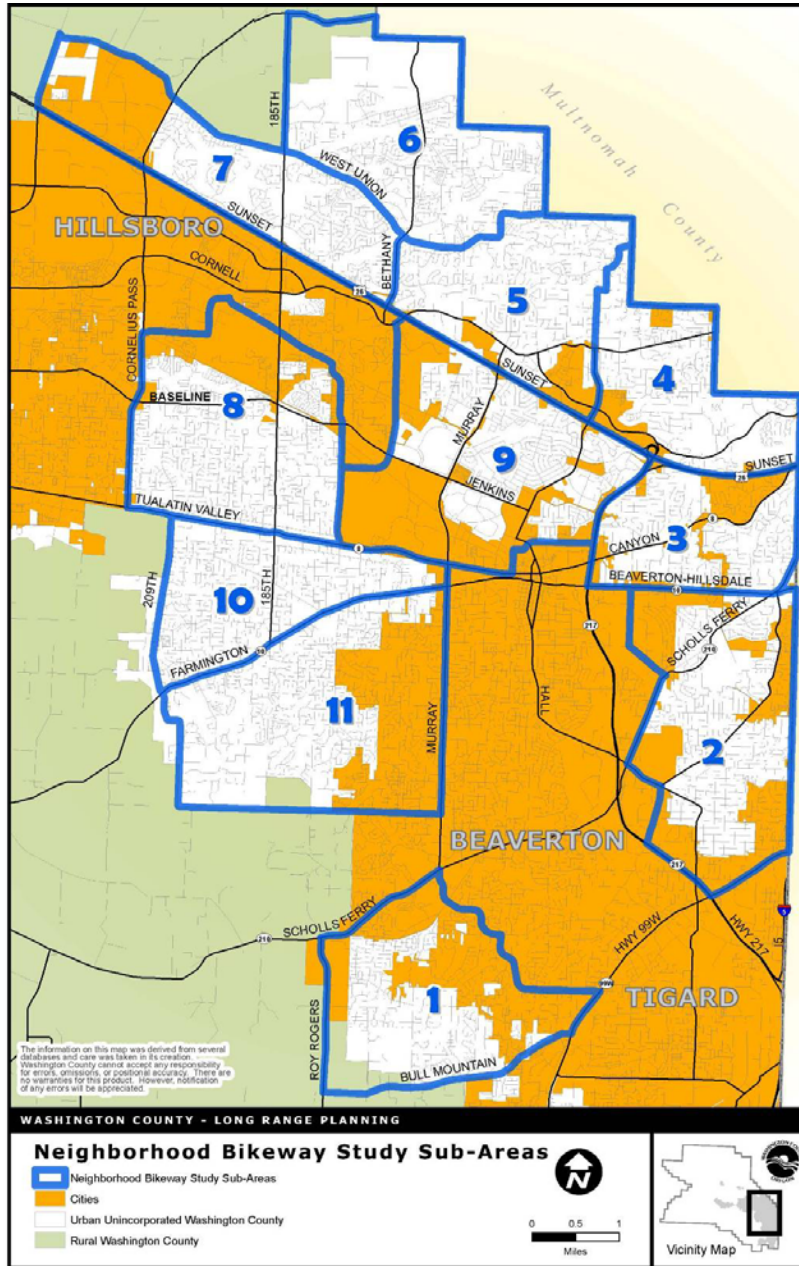 Multnomah County
185TH
6
7
WEST UNION
SUNSET
HILLSBORO
BETHANY
CORNELL
26
5
CORNELIUS PASS
SUNSET
4
8
BASELINE
MURRAY
9
JENKINS
SUNSET
26
TUALATIN VALLEY
CANYON
8
3
8
BEAVERTON-HILLSDALE
209TH
10
185TH
217
SCHOLLS FERRY
210
FARMINGTON
HALL
11
MURRAY
2
BEAVERTON
217
SCHOLLS FERRY
210
HWY 99W
HWY 217
5
I5
99W
1
TIGARD
ROY ROGERS
BULL MOUNTAIN
The information on this map was derived from several
databases and care was taken in its creation.
Washington County cannot accept any responsibility
for errors, omissions, or positional accuracy. There are
no warranties for this product. However, notification
of any errors will be appreciated.
WASHINGTON COUNTY - LONG RANGE PLANNING
Neighborhood Bikeway Study Sub-Areas
Neighborhood Bikeway Study Sub-Areas
Cities
Urban Unincorporated Washington County
Rural Washington County
N
0 0.5 1
Miles
Vicinity Map